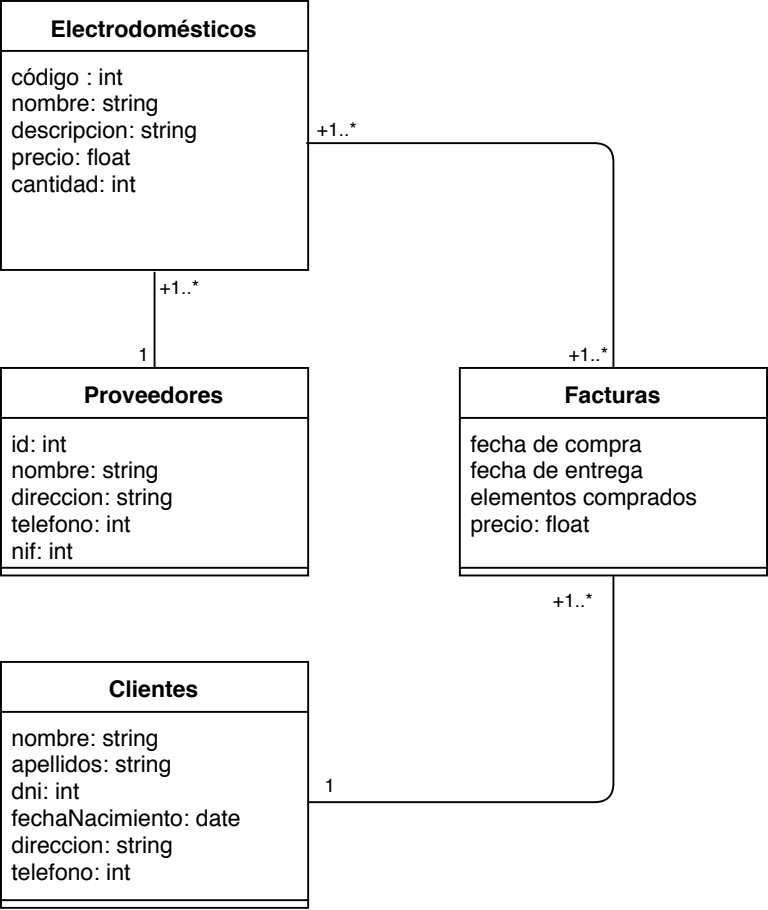 Electrodomésticos
código : int
nombre: string
descripcion: string
precio: float
cantidad: int
+1..*
+1..*
1
+1..*
Proveedores
id: int
nombre: string
direccion: string
telefono: int
nif: int
Facturas
fecha de compra
fecha de entrega
elementos comprados
precio: float
+1..*
Clientes
nombre: string
apellidos: string
dni: int
fechaNacimiento: date
direccion: string
telefono: int
1